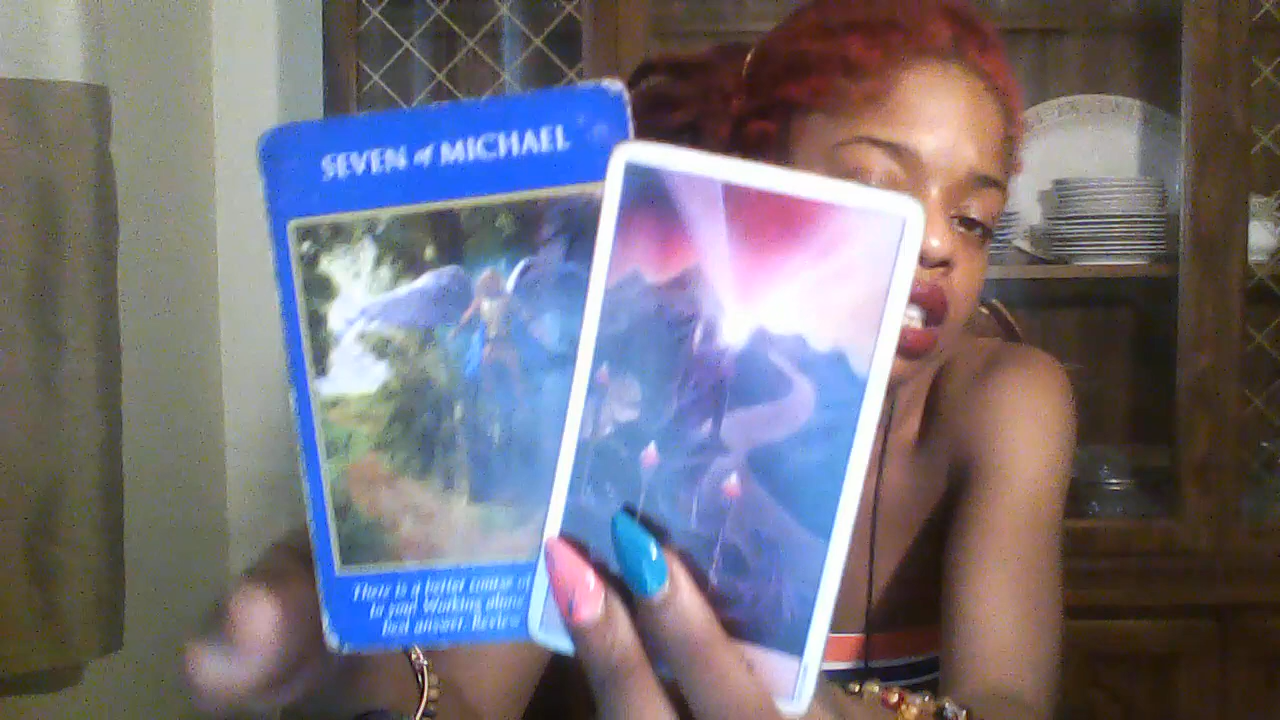 SEVEN of MICHAEL
There is a better course of
to you. Working alone
best answer. Review